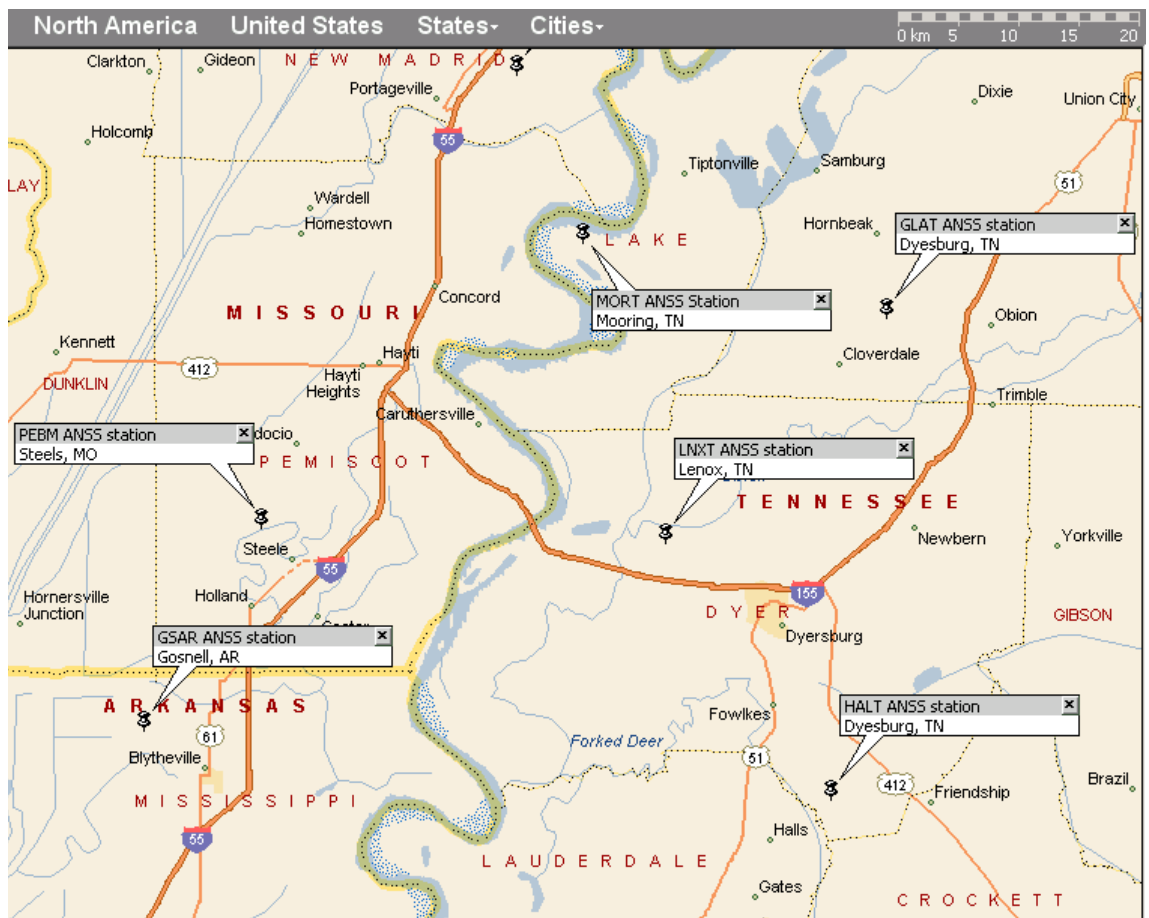 North America United States States Cities
0 km 5 10 15 20
Clarkton
Gideon
NEW MADRID
Portageville
Dixie
Union City
Holcomb
55
Tiptonville
Samburg
51
LAY
Wardell
Homestown
Hornbeak
GLAT ANSS station
Dyesburg, TN
LAKE
MORT ANSS Station
Mooring, TN
Concord
MISSOURI
Obion
Kennett
Hayti
Cloverdale
412
Hayti
Heights
DUNKLIN
Trimble
Caruthersville
PEBM ANSS station
Steels, MO
docio
PEMISCOT
LNXT ANSS station
Lenox, TN
TENNESSEE
Newbern
Yorkville
Steele
55
155
Hornersville
Junction
Holland
DYER
GIBSON
Dyersburg
GSAR ANSS station
Gosnell, AR
ARKANSAS
HALT ANSS station
Dyesburg, TN
Fowlkes
61
Forked Deer
Blytheville
51
412
Brazil
MISSISSIPPI
Friendship
55
Halls
LAUDERDALE
Gates
CROCKETT